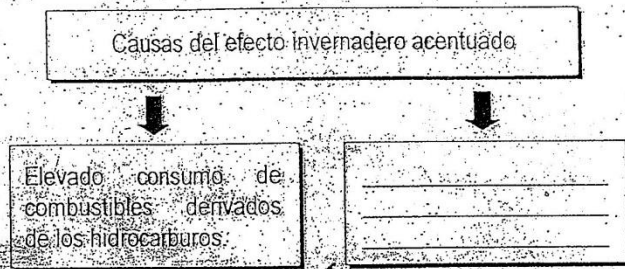 Causas del efecto invernadero acentuado
Elevado consumo de
combustibles derivados
de los hidrocarburos.